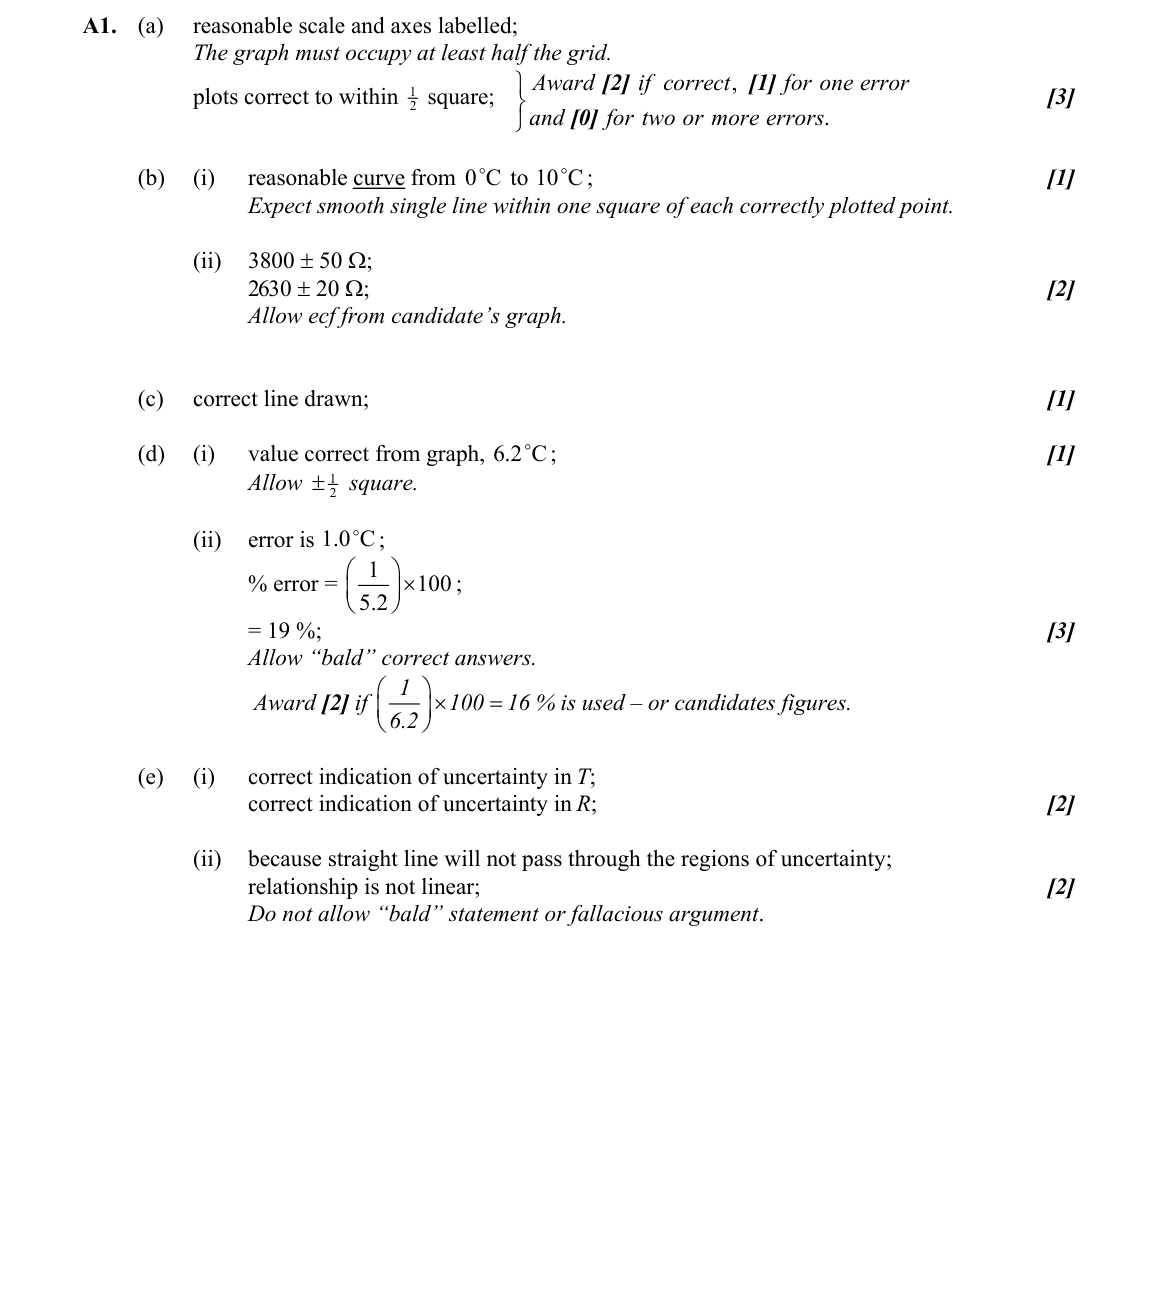 A1. (a) reasonable scale and axes labelled;
The graph must occupy at least half the grid.
plots correct to within 1/2 square; } Award [2] if correct, [1] for one error and [0] for two or more errors. [3]
(b) (i) reasonable curve from 0°C to 10°C; [1]
Expect smooth single line within one square of each correctly plotted point.
(ii) 3800 ± 50 Ω;
2630 ± 20 Ω; [2]
Allow ecf from candidate’s graph.
(c) correct line drawn; [1]
(d) (i) value correct from graph, 6.2°C; [1]
Allow ±1/2 square.
(ii) error is 1.0°C;
% error = (1/5.2)×100;
= 19 %; [3]
Allow “bald” correct answers.
Award [2] if (1/6.2)×100 = 16 % is used – or candidates figures.
(e) (i) correct indication of uncertainty in T;
correct indication of uncertainty in R; [2]
(ii) because straight line will not pass through the regions of uncertainty;
relationship is not linear; [2]
Do not allow “bald” statement or fallacious argument.